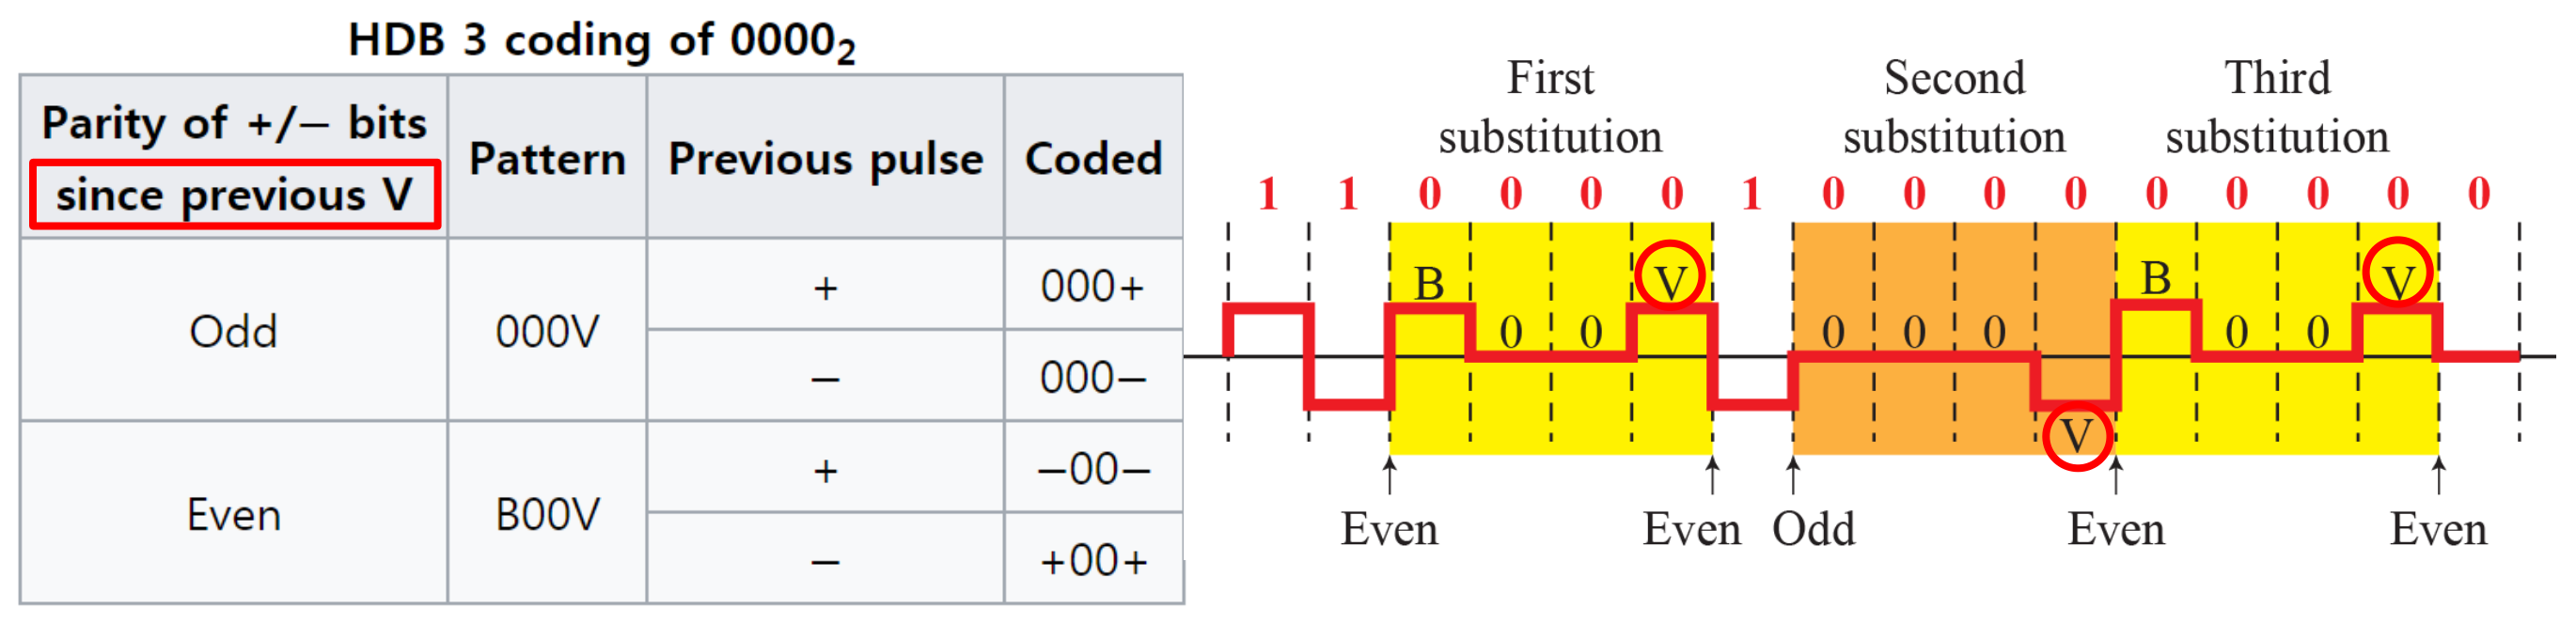 HDB 3 coding of 0000₂
Parity of +/− bits
since previous V
Pattern
Previous pulse
Coded
Odd
000V
+
000+
−
000−
Even
B00V
+
−00−
−
+00+
First
substitution
Second
substitution
Third
substitution
1 1 0 0 0 0 1 0 0 0 0 0 0 0 0 0
B 0 0 V 0 0 0 V B 0 0 V
Even Even Odd Even Even